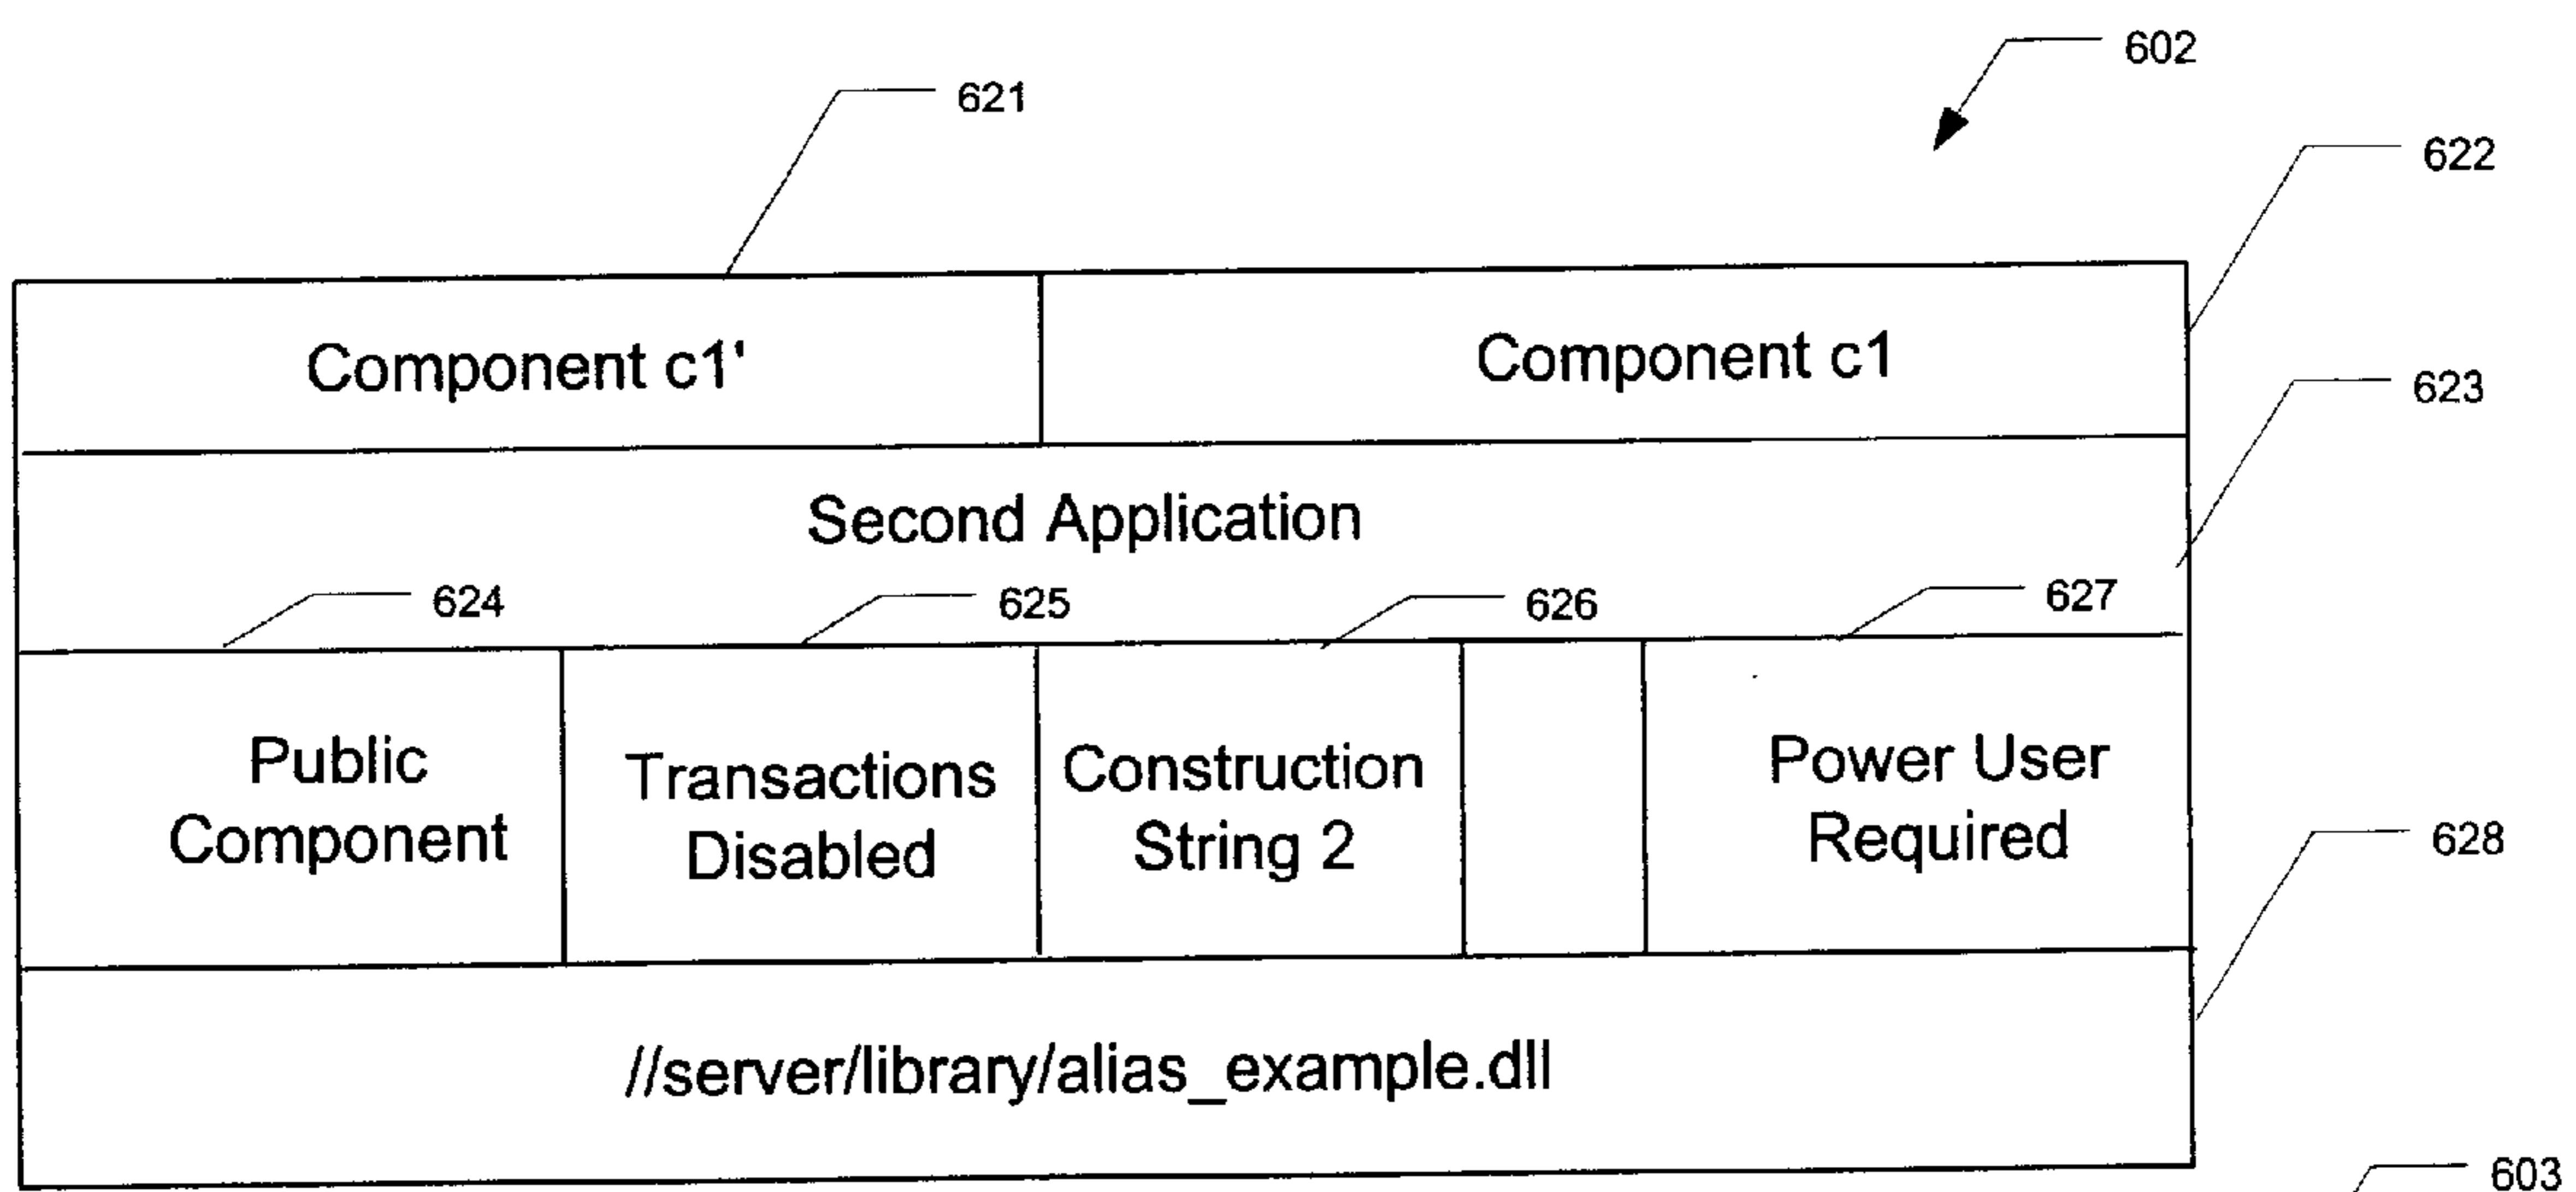 602
621
622
Component c1'
Component c1
623
Second Application
624
625
626
627
Public
Component
Transactions
Disabled
Construction
String 2
Power User
Required
628
//server/library/alias_example.dll
603